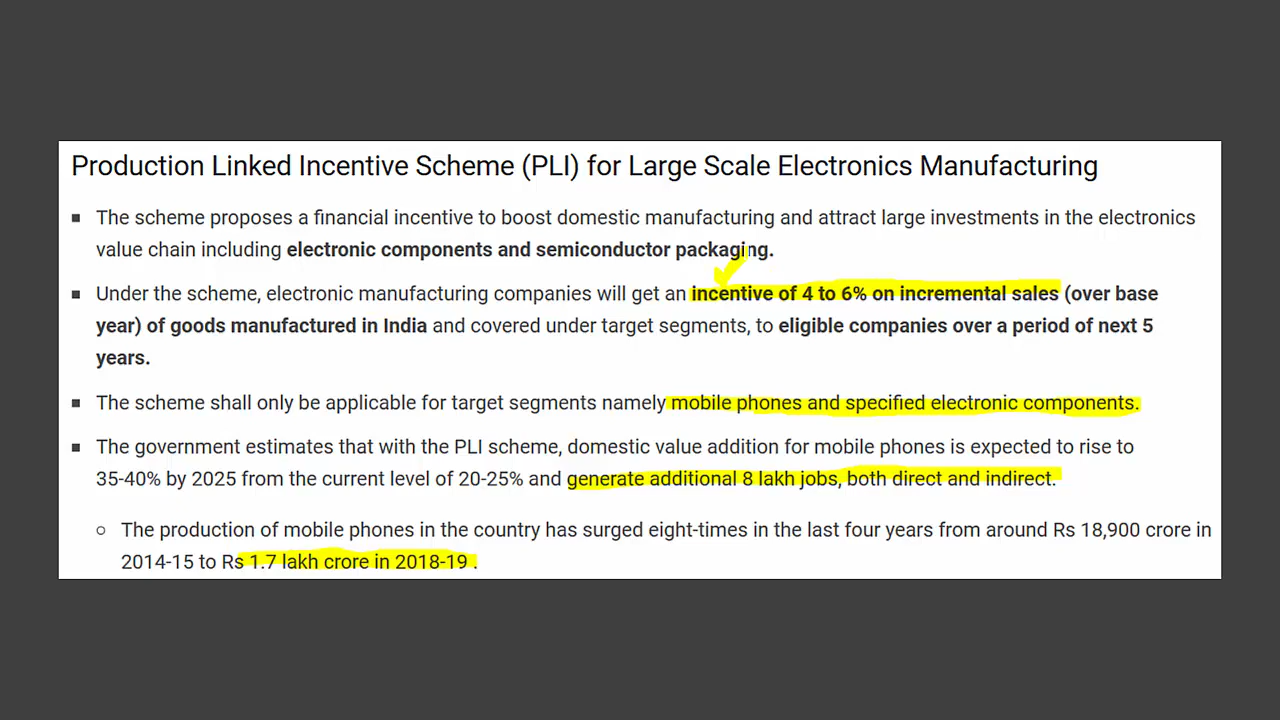 Production Linked Incentive Scheme (PLI) for Large Scale Electronics Manufacturing
The scheme proposes a financial incentive to boost domestic manufacturing and attract large investments in the electronics
value chain including electronic components and semiconductor packaging.
Under the scheme, electronic manufacturing companies will get an incentive of 4 to 6% on incremental sales (over base
year) of goods manufactured in India and covered under target segments, to eligible companies over a period of next 5
years.
The scheme shall only be applicable for target segments namely mobile phones and specified electronic components.
The government estimates that with the PLI scheme, domestic value addition for mobile phones is expected to rise to
35-40% by 2025 from the current level of 20-25% and generate additional 8 lakh jobs, both direct and indirect.
The production of mobile phones in the country has surged eight-times in the last four years from around Rs 18,900 crore in
2014-15 to Rs 1.7 lakh crore in 2018-19 .